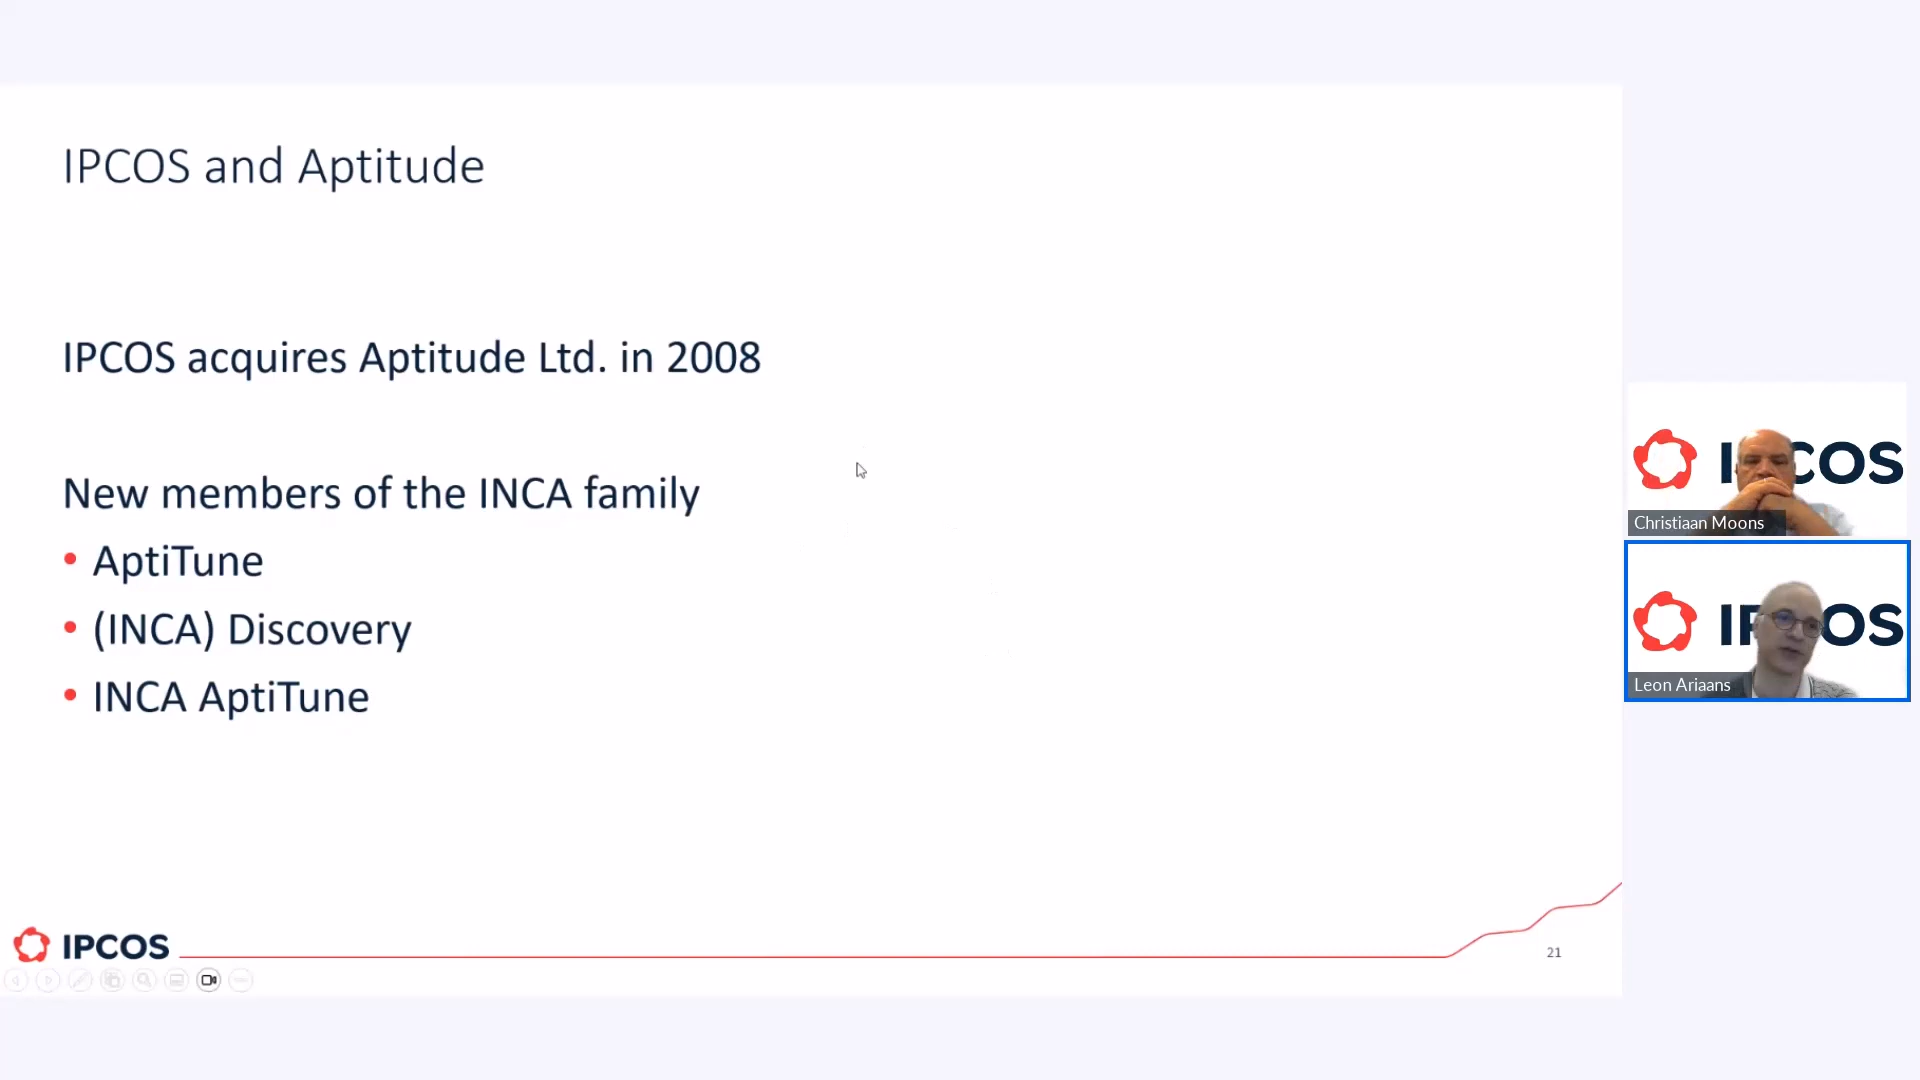 IPCOS and Aptitude
IPCOS acquires Aptitude Ltd. in 2008
New members of the INCA family
• AptiTune
• (INCA) Discovery
• INCA AptiTune
IPCOS
21
Christiaan Moons
Leon Ariaans